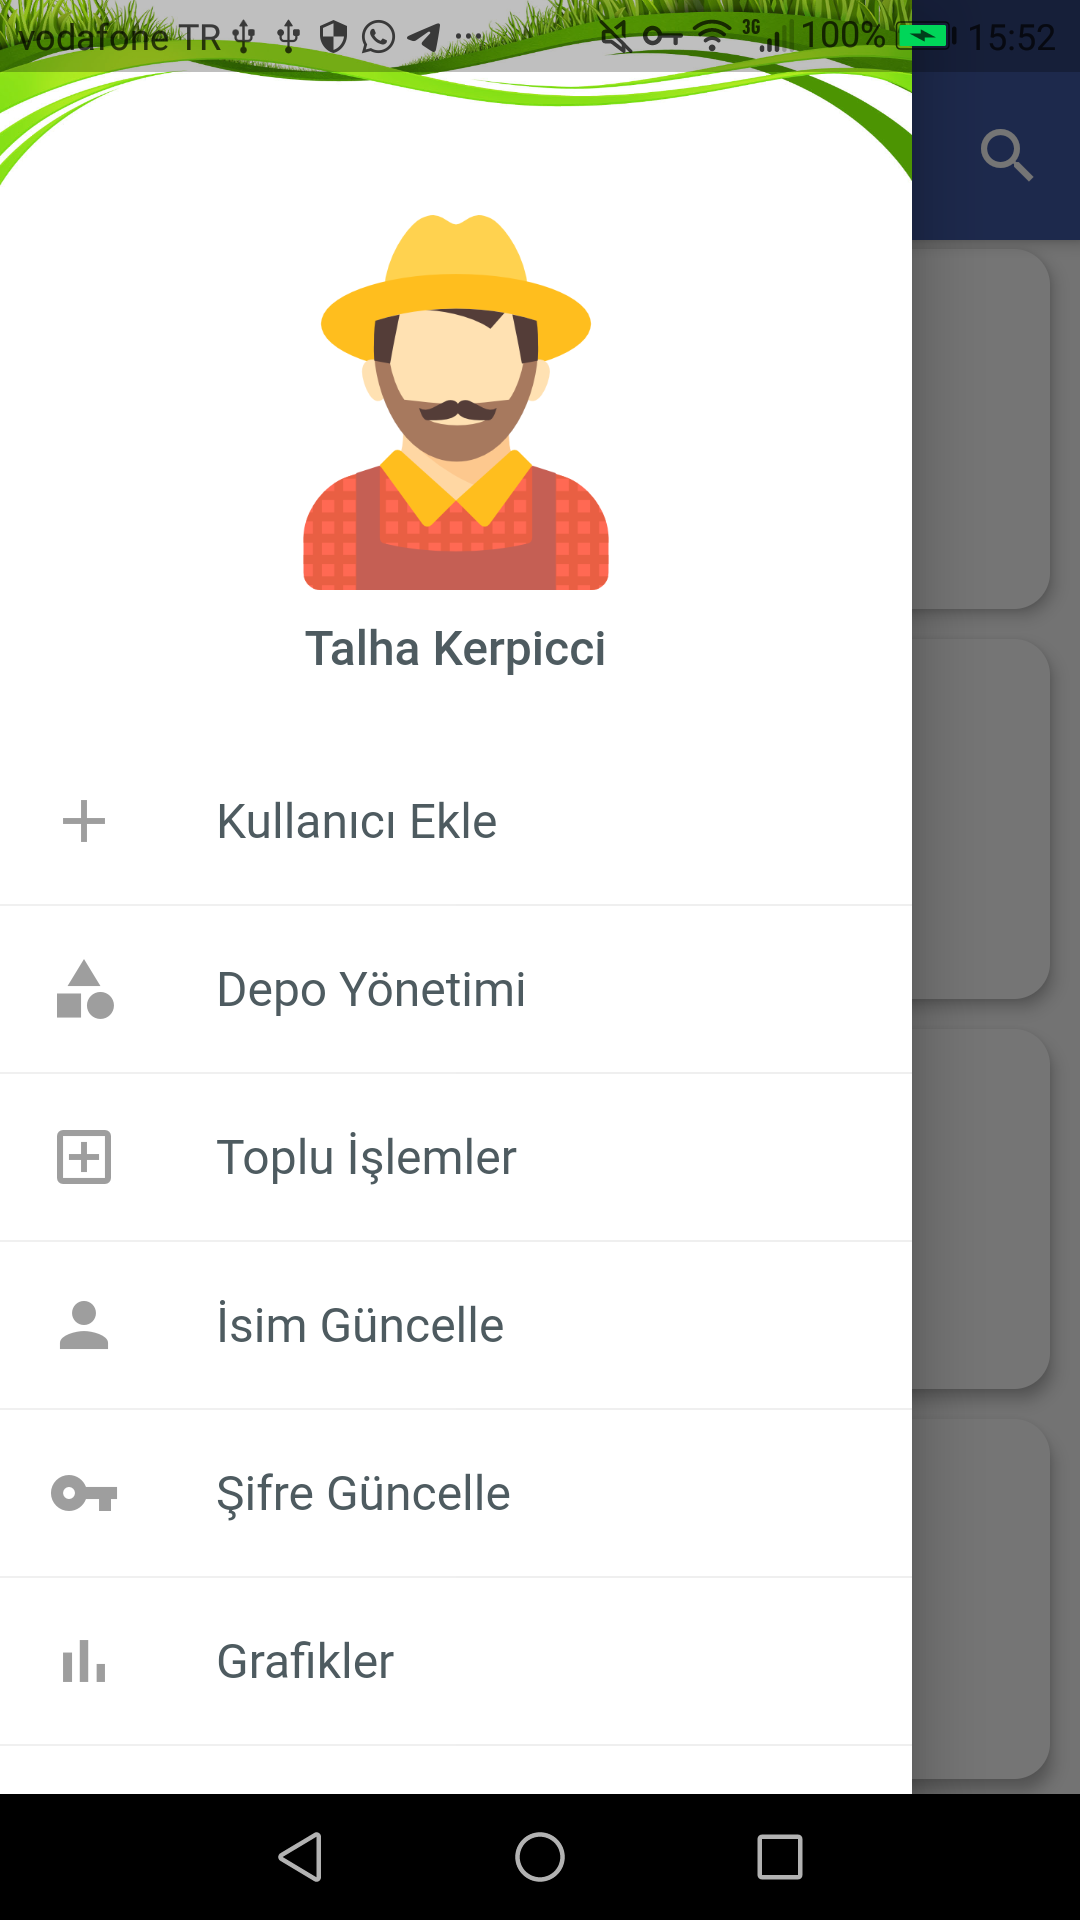 vodafone TR 3G 100% 15:52
Talha Kerpicci
Kullanıcı Ekle
Depo Yönetimi
Toplu İşlemler
İsim Güncelle
Şifre Güncelle
Grafikler